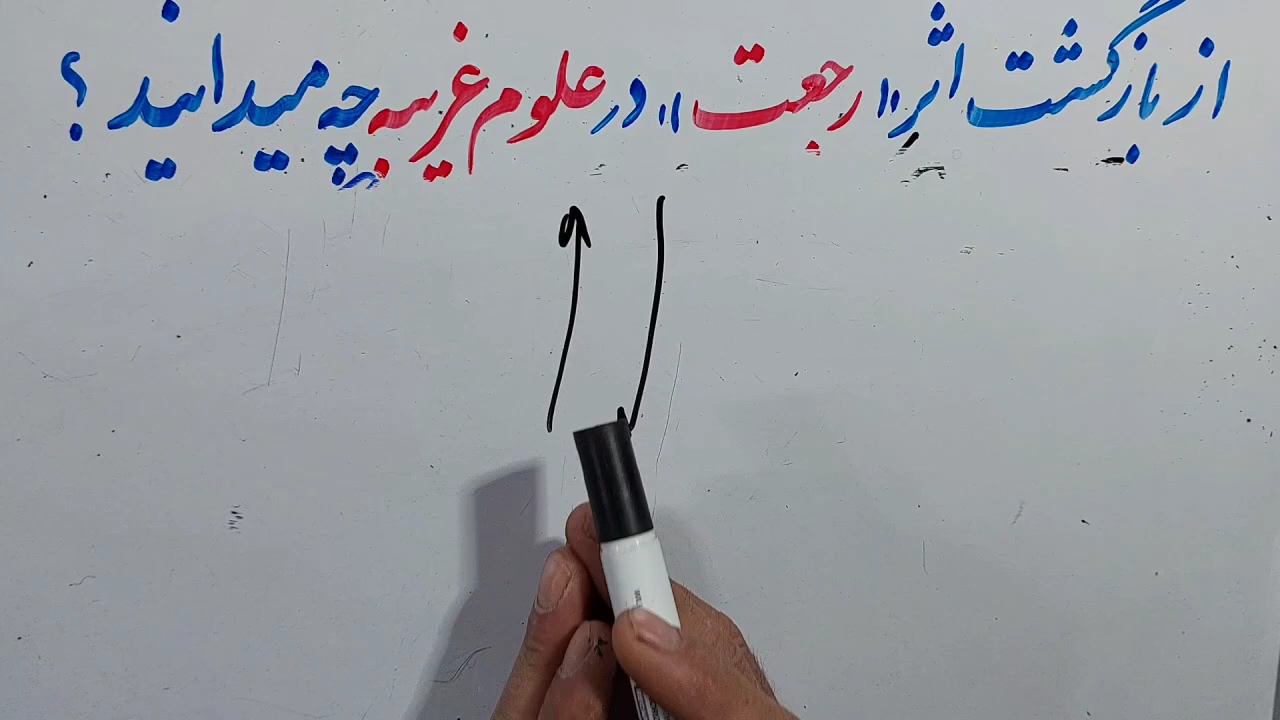 از بازگشت اثرِ «رجعت» در علوم غریبه چه میدانید ؟